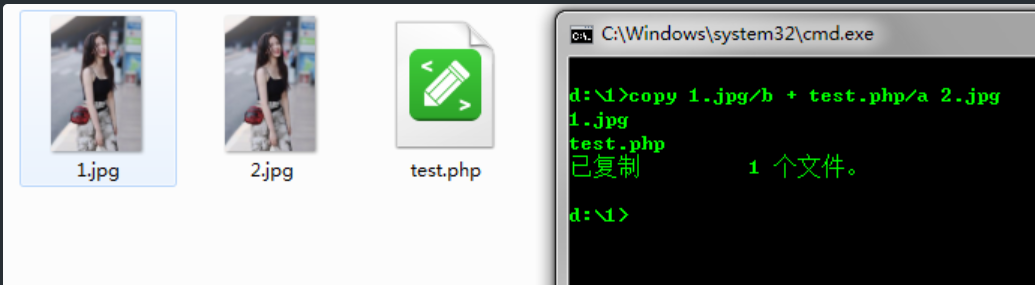 1.jpg
2.jpg
test.php
C:\Windows\system32\cmd.exe
d:\1>copy 1.jpg/b + test.php/a 2.jpg
1.jpg
test.php
已复制         1 个文件。
d:\1>